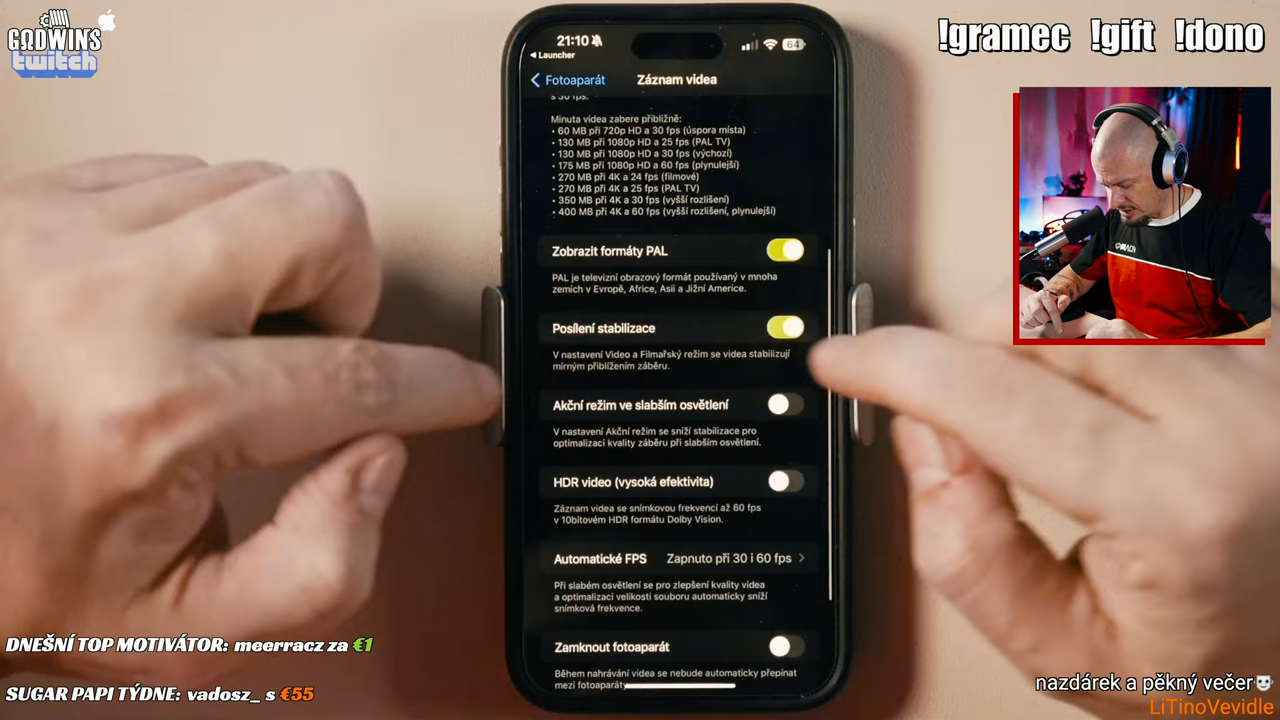 GODWINS
twitch
!gramec !gift !dono
21:10
64
Launcher
Fotoaparát
Záznam videa
s 30 fps.
Minuta videa zabere přibližně:
• 60 MB při 720p HD a 30 fps (úspora místa)
• 130 MB při 1080p HD a 25 fps (PAL TV)
• 130 MB při 1080p HD a 30 fps (výchozí)
• 175 MB při 1080p HD a 60 fps (plynulejší)
• 270 MB při 4K a 24 fps (filmové)
• 270 MB při 4K a 25 fps (PAL TV)
• 350 MB při 4K a 30 fps (vyšší rozlišení)
• 400 MB při 4K a 60 fps (vyšší rozlišení, plynulejší)
Zobrazit formáty PAL
PAL je televizní obrazový formát používaný v mnoha
zemích v Evropě, Africe, Asii a Jižní Americe.
Posílení stabilizace
V nastavení Video a Filmařský režim se videa stabilizují
mírným přiblížením záběru.
Akční režim ve slabším osvětlení
V nastavení Akční režim se sníží stabilizace pro
optimalizaci kvality záběru při slabším osvětlení.
HDR video (vysoká efektivita)
Záznam videa se snímkovou frekvencí až 60 fps
v 10bitovém HDR formátu Dolby Vision.
Automatické FPS Zapnuto při 30 i 60 fps
Při slabém osvětlení se pro zlepšení kvality videa
a optimalizaci velikosti souboru automaticky sníží
snímková frekvence.
Zamknout fotoaparát
Během nahrávání videa se nebude automaticky přepínat
mezi fotoaparáty
DNEŠNÍ TOP MOTIVÁTOR: meerracz za €1
SUGAR PAPI TÝDNE: vadosz_ s €55
nazdárek a pěkný večer
LiTinoVevidle